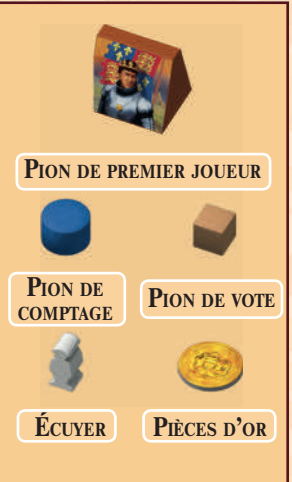 PION DE PREMIER JOUEUR
PION DE
COMPTAGE
PION DE VOTE
ÉCUYER
PIÈCES D'OR